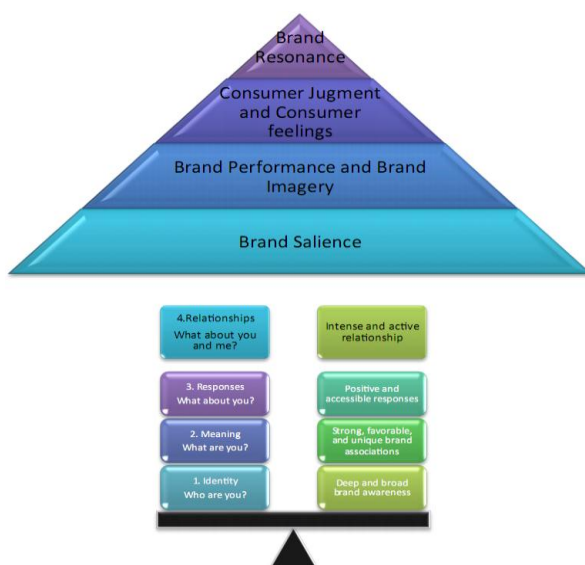 Brand
Resonance
Consumer Jugment
and Consumer
feelings
Brand Performance and Brand
Imagery
Brand Salience
4.Relationships
What about you
and me?
Intense and active
relationship
3. Responses
What about you?
Positive and
accessible responses
2. Meaning
What are you?
Strong, favorable,
and unique brand
associations
1. Identity
Who are you?
Deep and broad
brand awareness